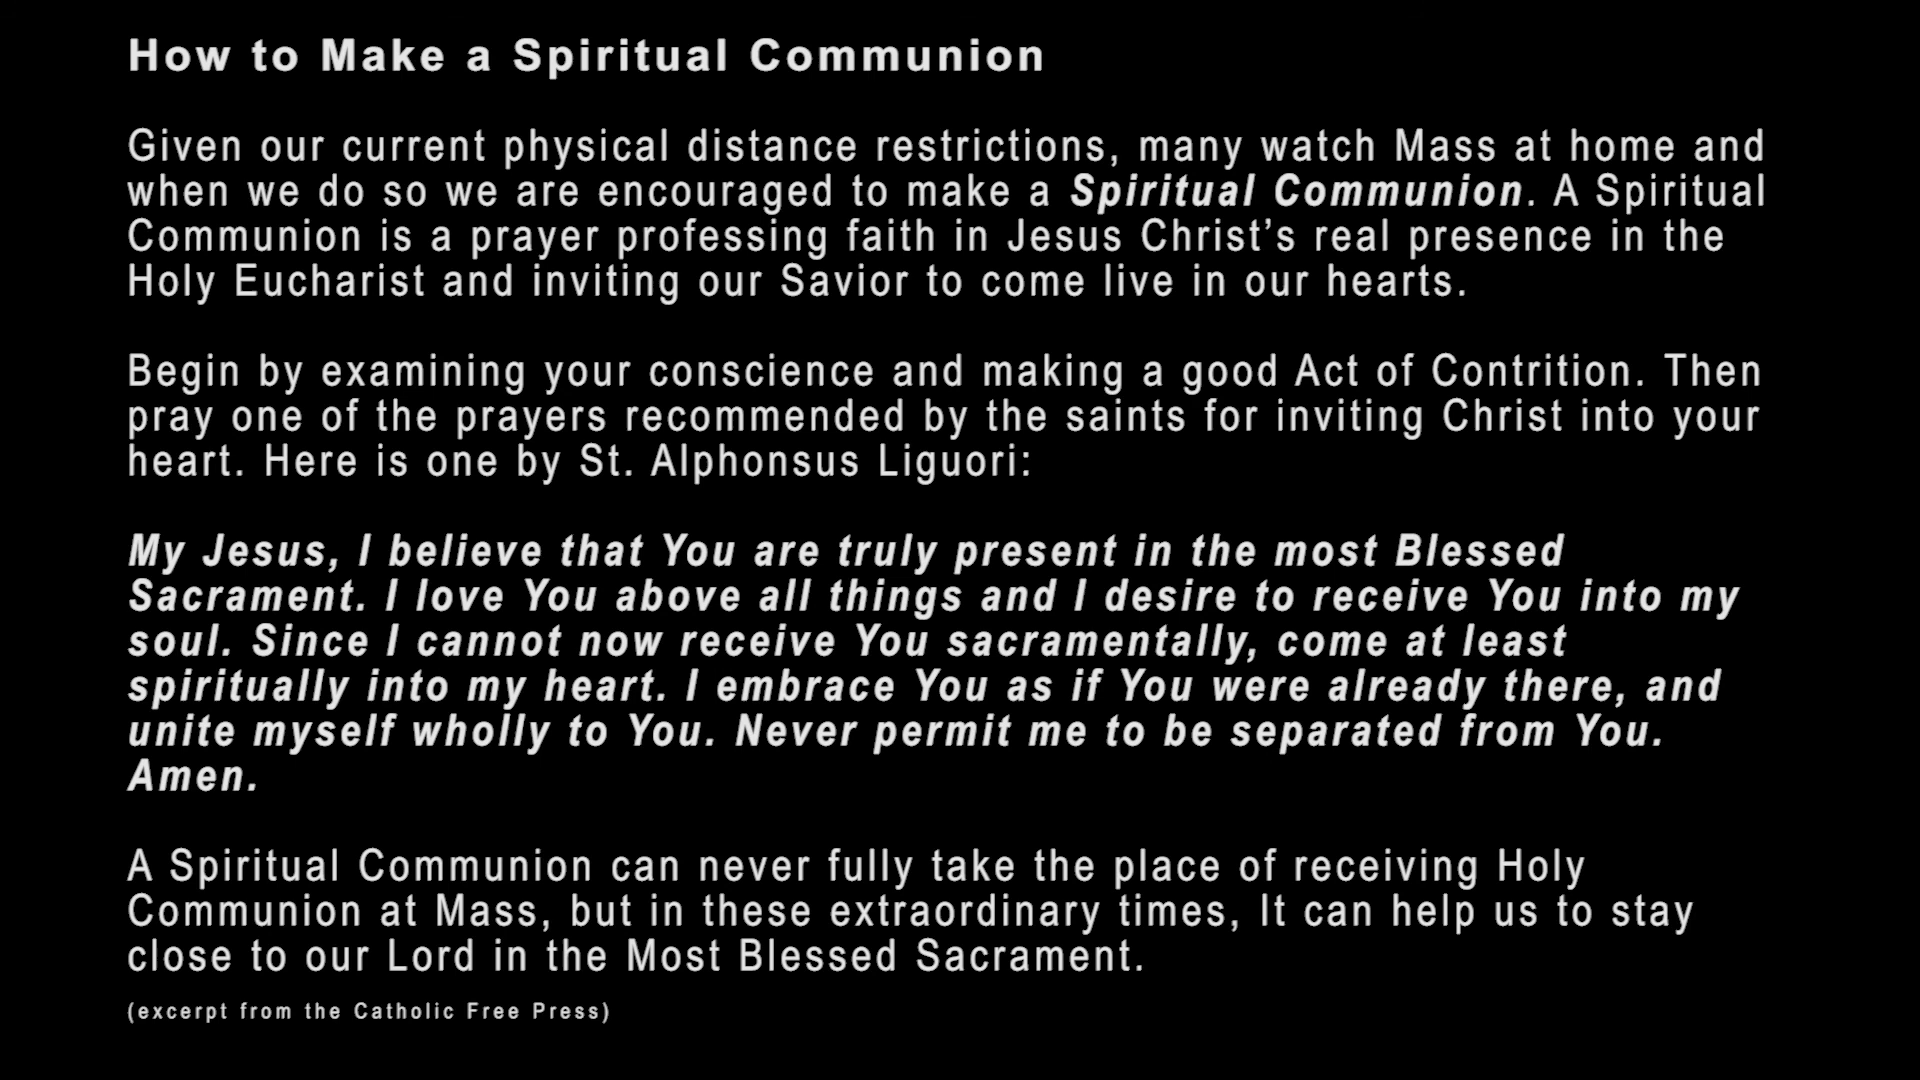 How to Make a Spiritual Communion
Given our current physical distance restrictions, many watch Mass at home and
when we do so we are encouraged to make a Spiritual Communion. A Spiritual
Communion is a prayer professing faith in Jesus Christ’s real presence in the
Holy Eucharist and inviting our Savior to come live in our hearts.
Begin by examining your conscience and making a good Act of Contrition. Then
pray one of the prayers recommended by the saints for inviting Christ into your
heart. Here is one by St. Alphonsus Liguori:
My Jesus, I believe that You are truly present in the most Blessed
Sacrament. I love You above all things and I desire to receive You into my
soul. Since I cannot now receive You sacramentally, come at least
spiritually into my heart. I embrace You as if You were already there, and
unite myself wholly to You. Never permit me to be separated from You.
Amen.
A Spiritual Communion can never fully take the place of receiving Holy
Communion at Mass, but in these extraordinary times, It can help us to stay
close to our Lord in the Most Blessed Sacrament.
(excerpt from the Catholic Free Press)